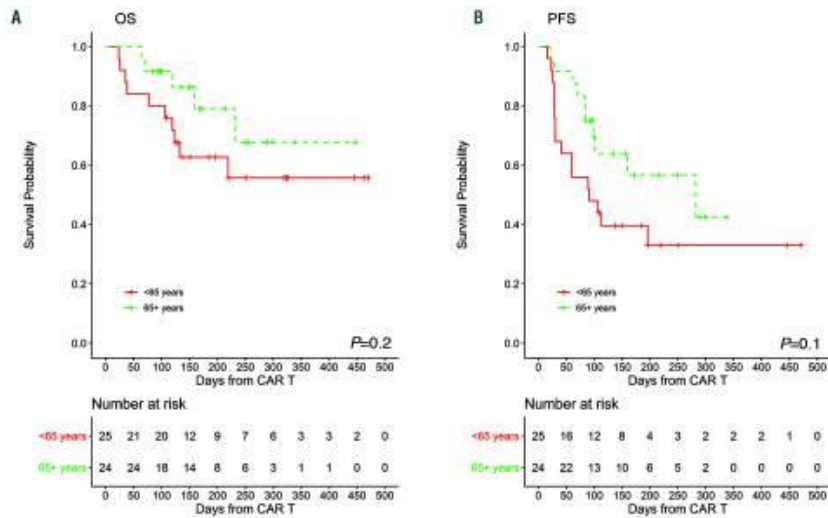 A OS
1.0
0.8
0.6
0.4
0.2
0.0
Survival Probability
<65 years
65+ years
P=0.2
0 50 100 150 200 250 300 350 400 450 500
Days from CAR T
Number at risk
<65 years 25 21 20 12 9 7 6 3 3 2 0
65+ years 24 24 18 14 8 6 3 1 1 0 0
0 50 100 150 200 250 300 350 400 450 500
Days from CAR T
B PFS
1.0
0.8
0.6
0.4
0.2
0.0
Survival Probability
<65 years
65+ years
P=0.1
0 50 100 150 200 250 300 350 400 450 500
Days from CAR T
Number at risk
<65 years 25 16 12 8 4 3 2 2 2 1 0
65+ years 24 22 13 10 6 5 2 0 0 0 0
0 50 100 150 200 250 300 350 400 450 500
Days from CAR T